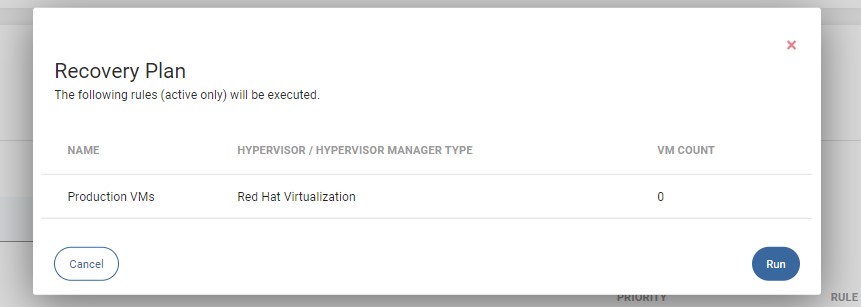 Recovery Plan
The following rules (active only) will be executed.
NAME HYPERVISOR / HYPERVISOR MANAGER TYPE VM COUNT
Production VMs Red Hat Virtualization 0
Cancel Run
PRIORITY RULE